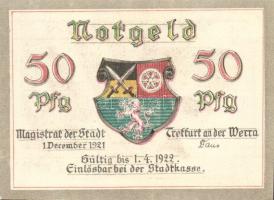 Notgeld
50 50
Pfg Pfg
Magistrat der Stadt Treffurt an der Werra
1. December 1921
Gültig bis 1. 4. 1922.
Einlösbar bei der Stadtkasse.